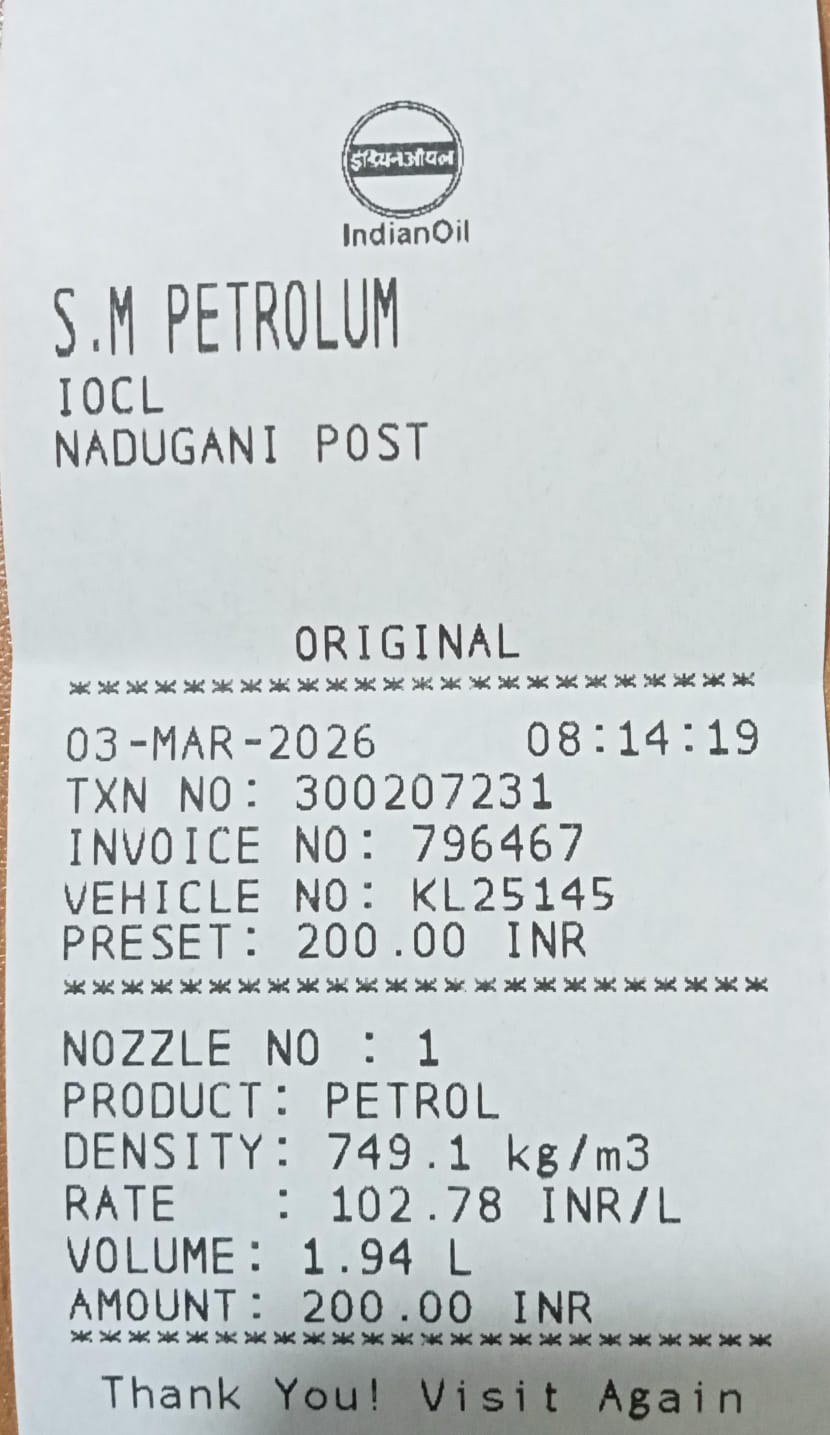 इंडियनऑयल
IndianOil
S.M PETROLUM
IOCL
NADUGANI POST
ORIGINAL
*************************
03-MAR-2026 08:14:19
TXN NO: 300207231
INVOICE NO: 796467
VEHICLE NO: KL25145
PRESET: 200.00 INR
*************************
NOZZLE NO : 1
PRODUCT: PETROL
DENSITY: 749.1 kg/m3
RATE : 102.78 INR/L
VOLUME: 1.94 L
AMOUNT: 200.00 INR
*************************
Thank You! Visit Again